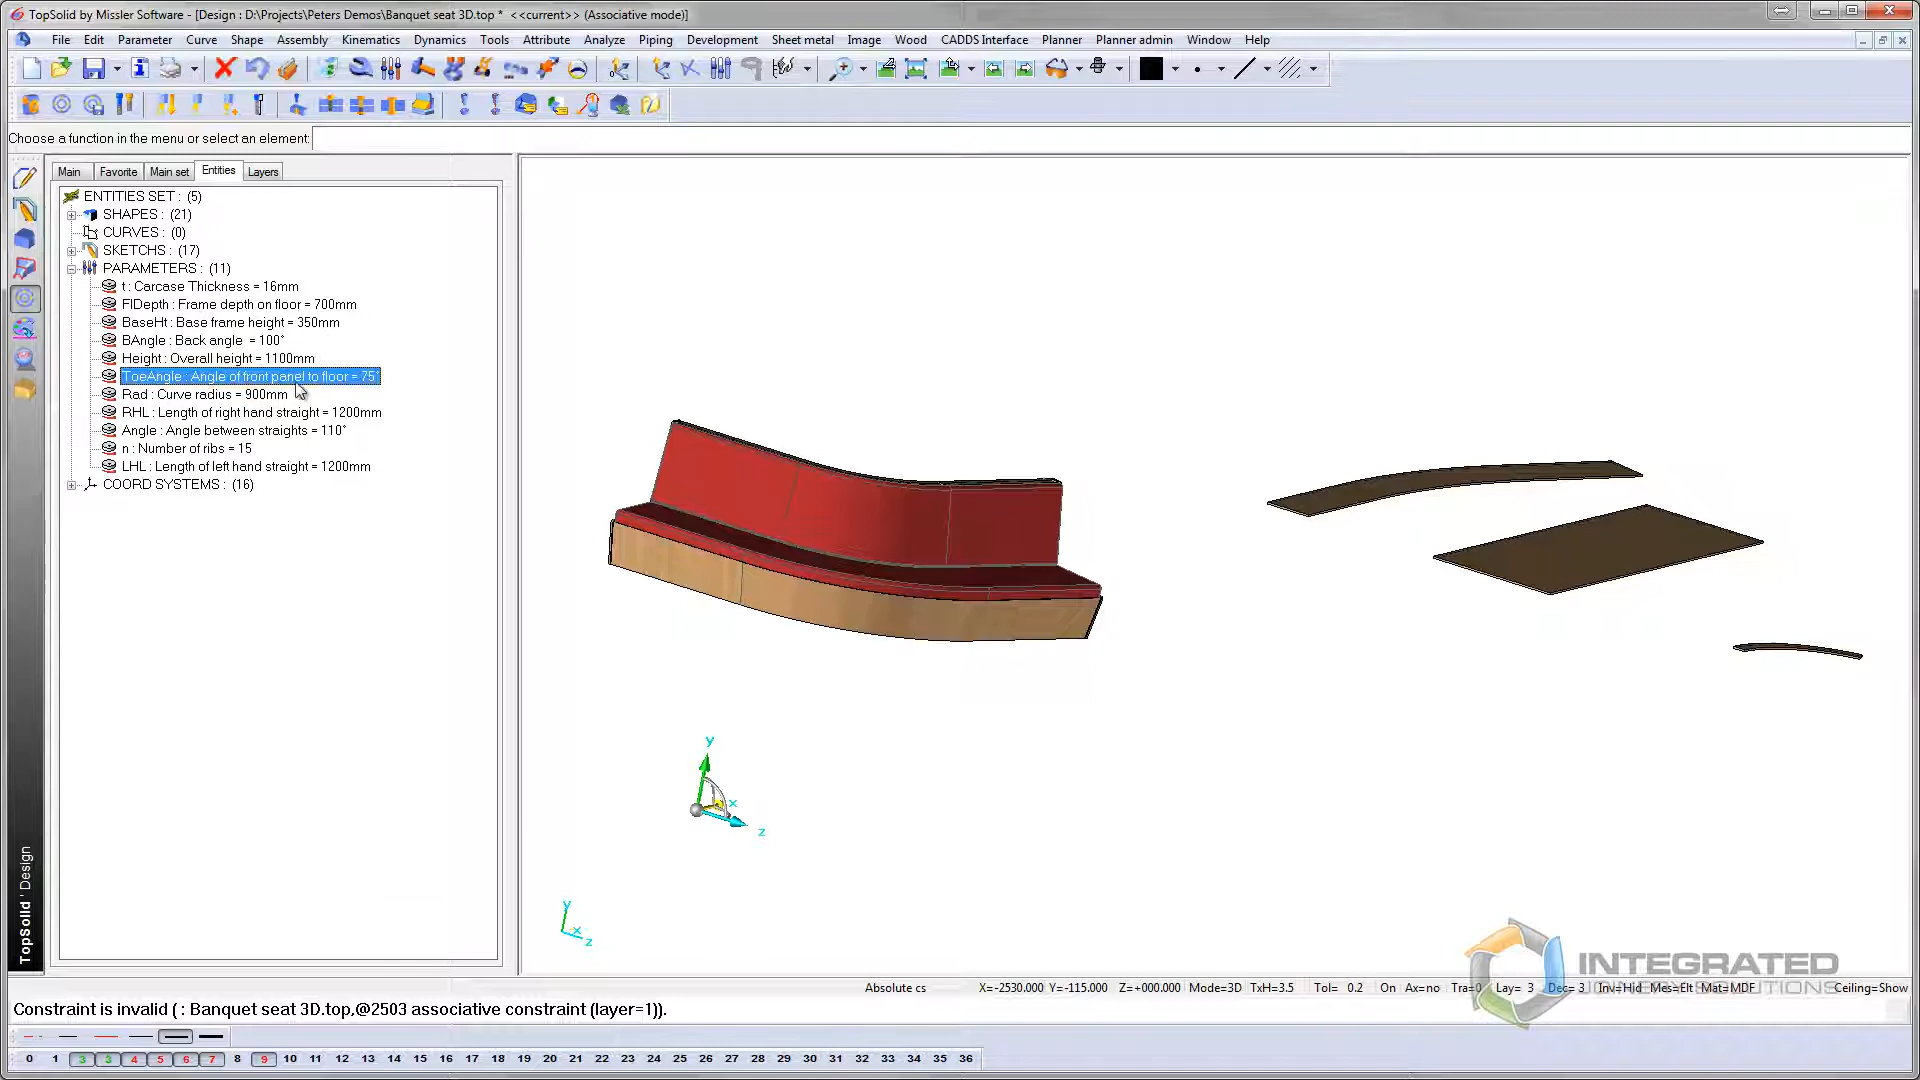 TopSolid by Missler Software - [Design : D:\Projects\Peters Demos\Banquet seat 3D.top * <<current>> (Associative mode)]
File Edit Parameter Curve Shape Assembly Kinematics Dynamics Tools Attribute Analyze Piping Development Sheet metal Image Wood CADDS Interface Planner Planner admin Window Help
Choose a function in the menu or select an element:
Main Favorite Main set Entities Layers
ENTITIES SET : (5)
SHAPES : (21)
CURVES : (0)
SKETCHS : (17)
PARAMETERS : (11)
t : Carcase Thickness = 16mm
FlDepth : Frame depth on floor = 700mm
BaseHt : Base frame height = 350mm
BAngle : Back angle = 100°
Height : Overall height = 1100mm
ToeAngle : Angle of front panel to floor = 75°
Rad : Curve radius = 900mm
RHL : Length of right hand straight = 1200mm
Angle : Angle between straights = 110°
n : Number of ribs = 15
LHL : Length of left hand straight = 1200mm
COORD SYSTEMS : (16)
y
x
z
y
x
z
TopSolid ' Design
INTEGRATED
JOINERY SOLUTIONS
Absolute cs X=-2530.000 Y=-115.000 Z=+000.000 Mode=3D TxH=3.5 Tol= 0.2 On Ax=no Tra=0 Lay= 3 Dec= 3 Inv=Hid Mes=Elt Mat=MDF Ceiling=Show
Constraint is invalid ( : Banquet seat 3D.top,@2503 associative constraint (layer=1)).
0 1 2 3 4 5 6 7 8 9 10 11 12 13 14 15 16 17 18 19 20 21 22 23 24 25 26 27 28 29 30 31 32 33 34 35 36